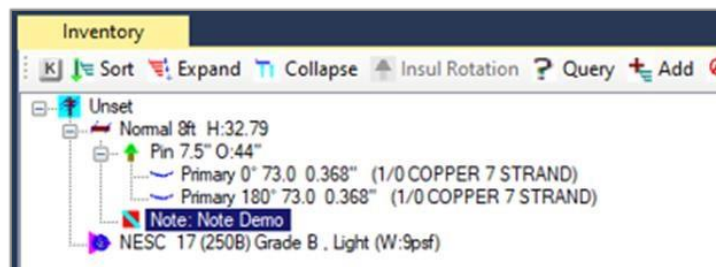 Inventory
K Sort Expand Collapse Insul Rotation ? Query Add
Unset
Normal 8ft H:32.79
Pin 7.5" O:44"
Primary 0° 73.0 0.368" (1/0 COPPER 7 STRAND)
Primary 180° 73.0 0.368" (1/0 COPPER 7 STRAND)
Note: Note Demo
NESC 17 (250B) Grade B , Light (W:9psf)